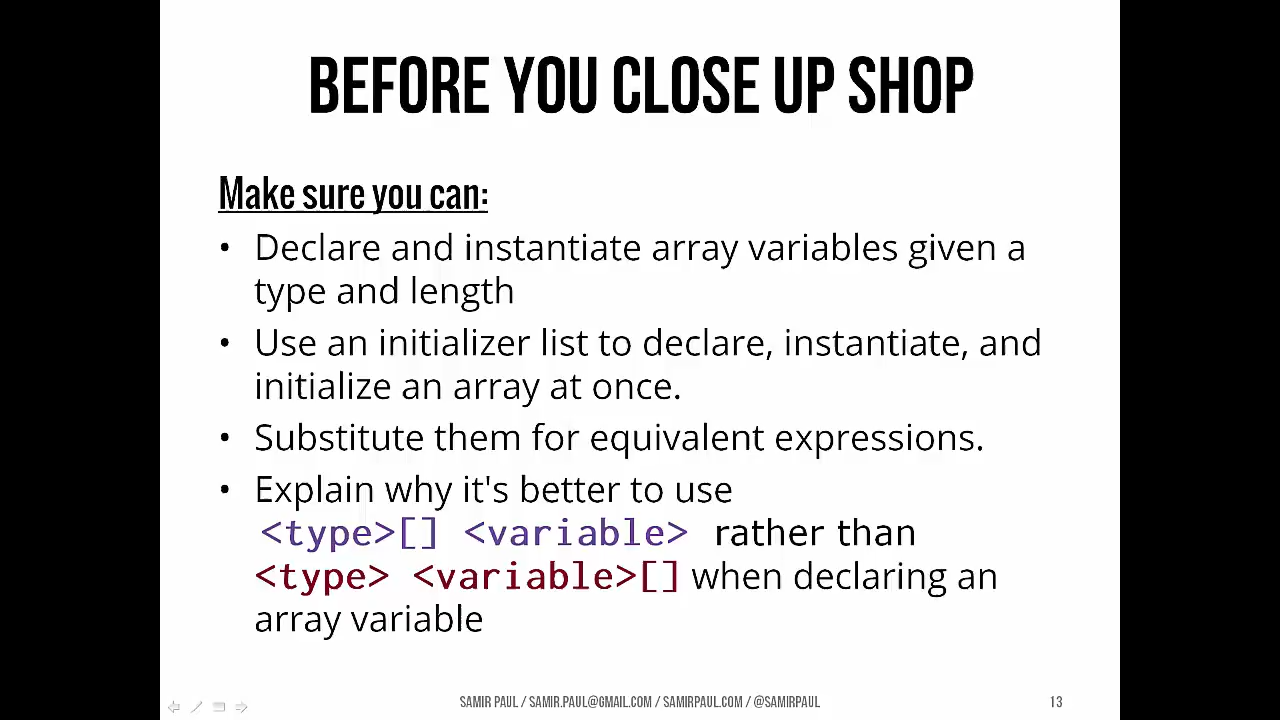 BEFORE YOU CLOSE UP SHOP
Make sure you can:
• Declare and instantiate array variables given a
type and length
• Use an initializer list to declare, instantiate, and
initialize an array at once.
• Substitute them for equivalent expressions.
• Explain why it's better to use
<type>[] <variable> rather than
<type> <variable>[] when declaring an
array variable
SAMIR PAUL / SAMIR.PAUL@GMAIL.COM / SAMIRPAUL.COM / @SAMIRPAUL
13